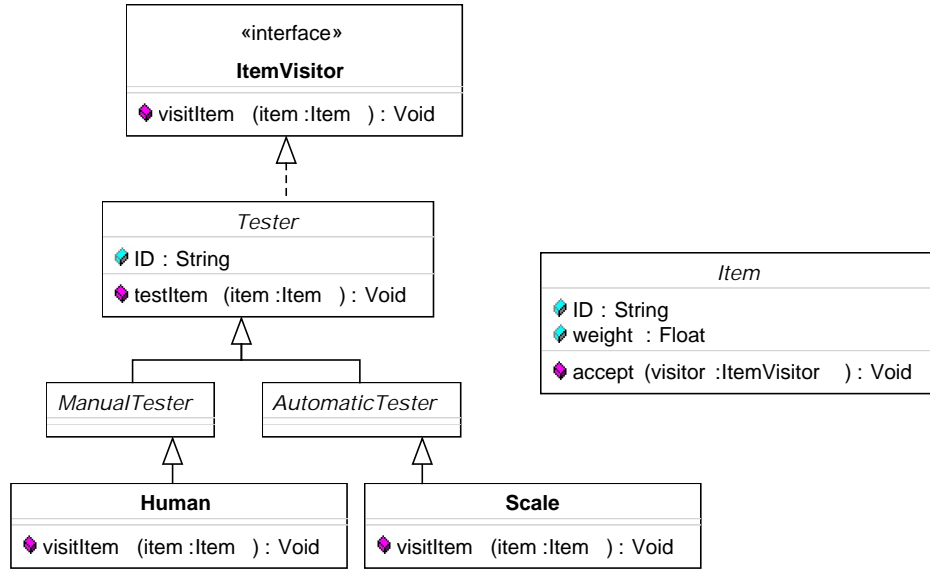 «interface»
ItemVisitor
visitItem (item :Item ) : Void
Tester
ID : String
testItem (item :Item ) : Void
Item
ID : String
weight : Float
accept (visitor :ItemVisitor ) : Void
ManualTester
AutomaticTester
Human
visitItem (item :Item ) : Void
Scale
visitItem (item :Item ) : Void